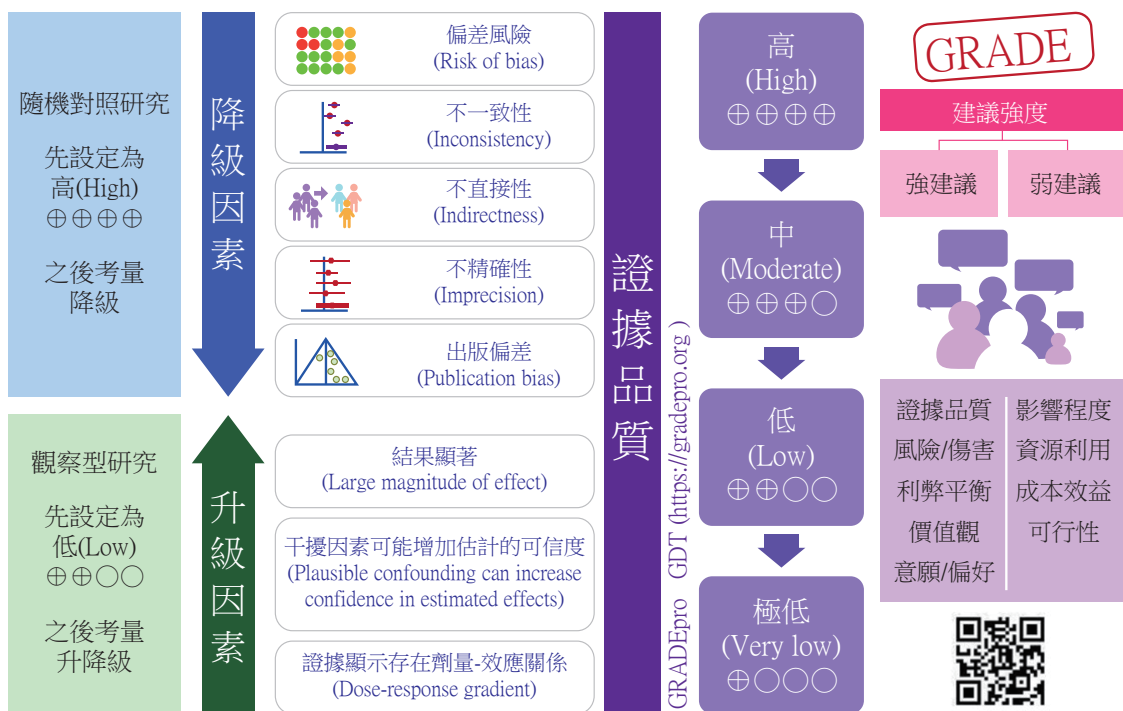 隨機對照研究
先設定為
高(High)
⊕⊕⊕⊕
之後考量
降級
觀察型研究
先設定為
低(Low)
⊕⊕○○
之後考量
升降級
降級因素
升級因素
偏差風險
(Risk of bias)
不一致性
(Inconsistency)
不直接性
(Indirectness)
不精確性
(Imprecision)
出版偏差
(Publication bias)
結果顯著
(Large magnitude of effect)
干擾因素可能增加估計的可信度
(Plausible confounding can increase
confidence in estimated effects)
證據顯示存在劑量-效應關係
(Dose-response gradient)
證據品質
GRADEpro GDT (https://gradepro.org )
高
(High)
⊕⊕⊕⊕
中
(Moderate)
⊕⊕⊕○
低
(Low)
⊕⊕○○
極低
(Very low)
⊕○○○
GRADE
建議強度
強建議
弱建議
證據品質
風險/傷害
利弊平衡
價值觀
意願/偏好
影響程度
資源利用
成本效益
可行性